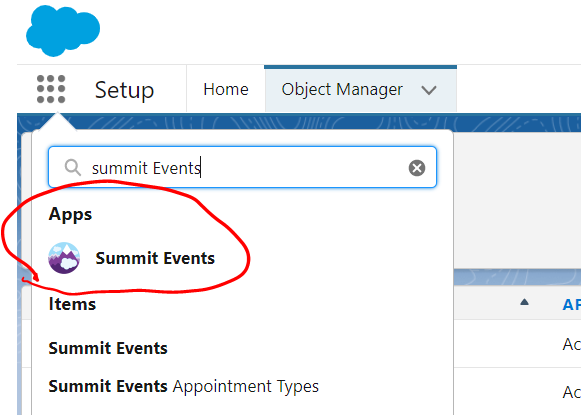 Setup Home Object Manager
summit Events
Apps
Summit Events
Items
AP
Summit Events
Ac
Summit Events Appointment Types
Ac